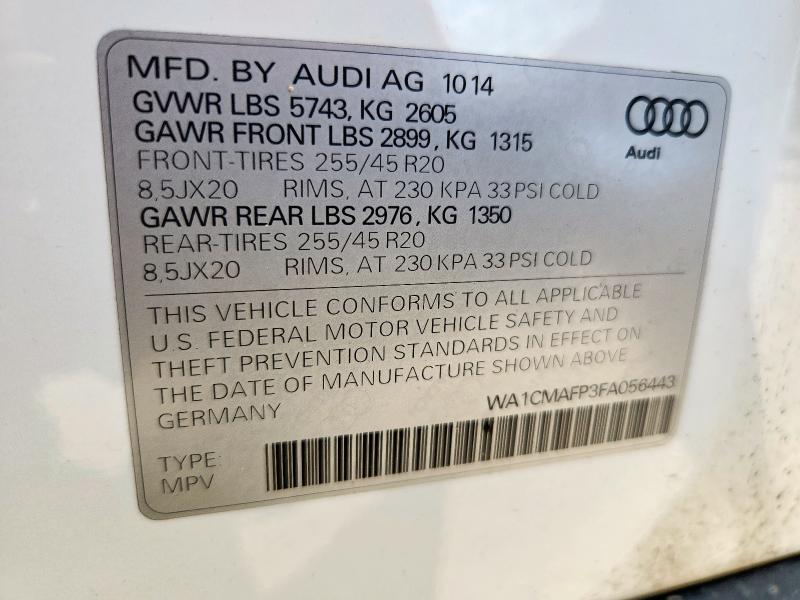 MFD. BY AUDI AG 10 14
GVWR LBS 5743, KG 2605
GAWR FRONT LBS 2899, KG 1315
FRONT-TIRES 255/45 R20
8,5JX20 RIMS, AT 230 KPA 33 PSI COLD
GAWR REAR LBS 2976, KG 1350
REAR-TIRES 255/45 R20
8,5JX20 RIMS, AT 230 KPA 33 PSI COLD
Audi
THIS VEHICLE CONFORMS TO ALL APPLICABLE
U.S. FEDERAL MOTOR VEHICLE SAFETY AND
THEFT PREVENTION STANDARDS IN EFFECT ON
THE DATE OF MANUFACTURE SHOWN ABOVE
GERMANY
WA1CMAFP3FA056443
TYPE:
MPV